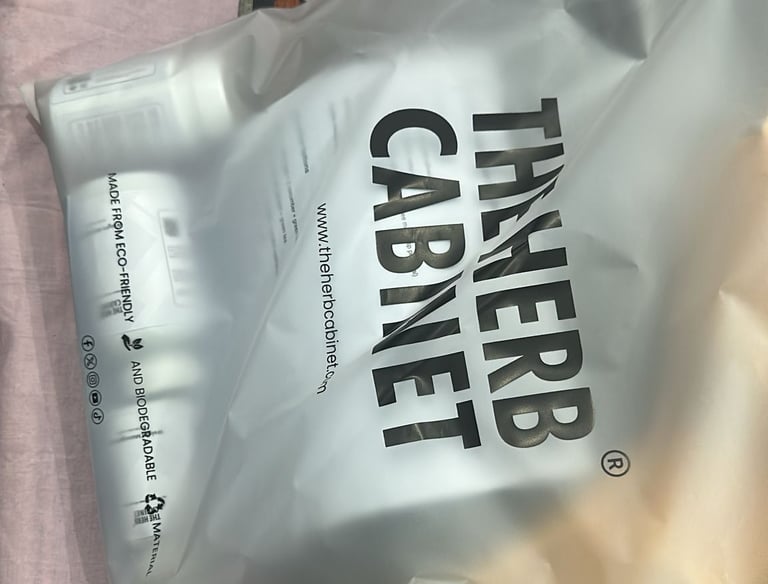 THE HERB
CABINET
®
www.theherbcabinet.com
MADE FROM ECO-FRIENDLY AND BIODEGRADABLE MATERIAL